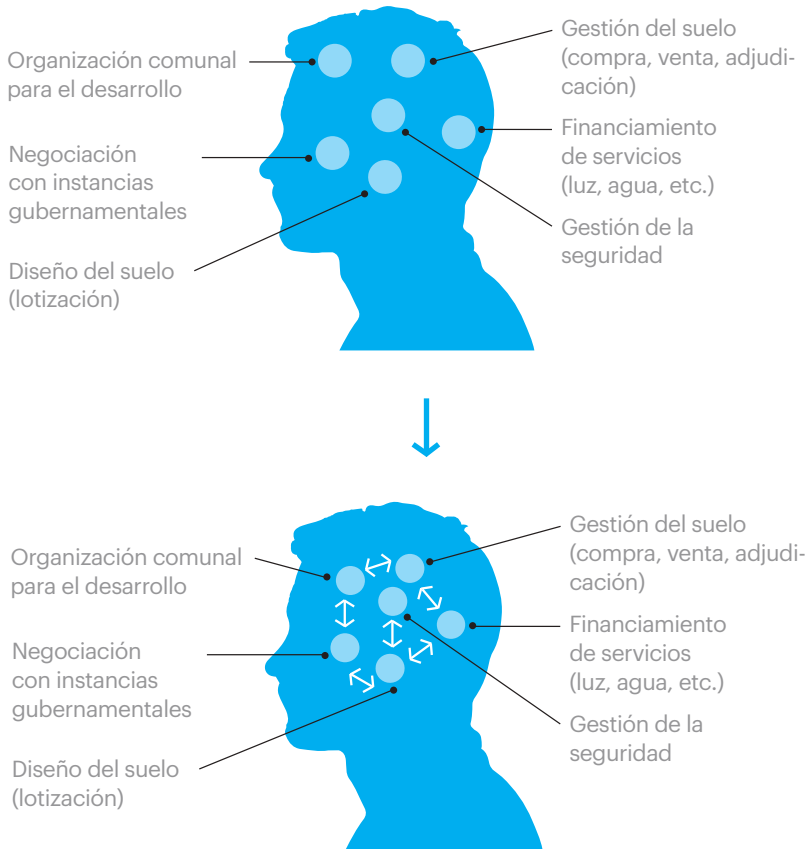 Organización comunal
para el desarrollo
Negociación
con instancias
gubernamentales
Diseño del suelo
(lotización)
Gestión del suelo
(compra, venta, adjudi-
cación)
Financiamiento
de servicios
(luz, agua, etc.)
Gestión de la
seguridad
Organización comunal
para el desarrollo
Negociación
con instancias
gubernamentales
Diseño del suelo
(lotización)
Gestión del suelo
(compra, venta, adjudi-
cación)
Financiamiento
de servicios
(luz, agua, etc.)
Gestión de la
seguridad